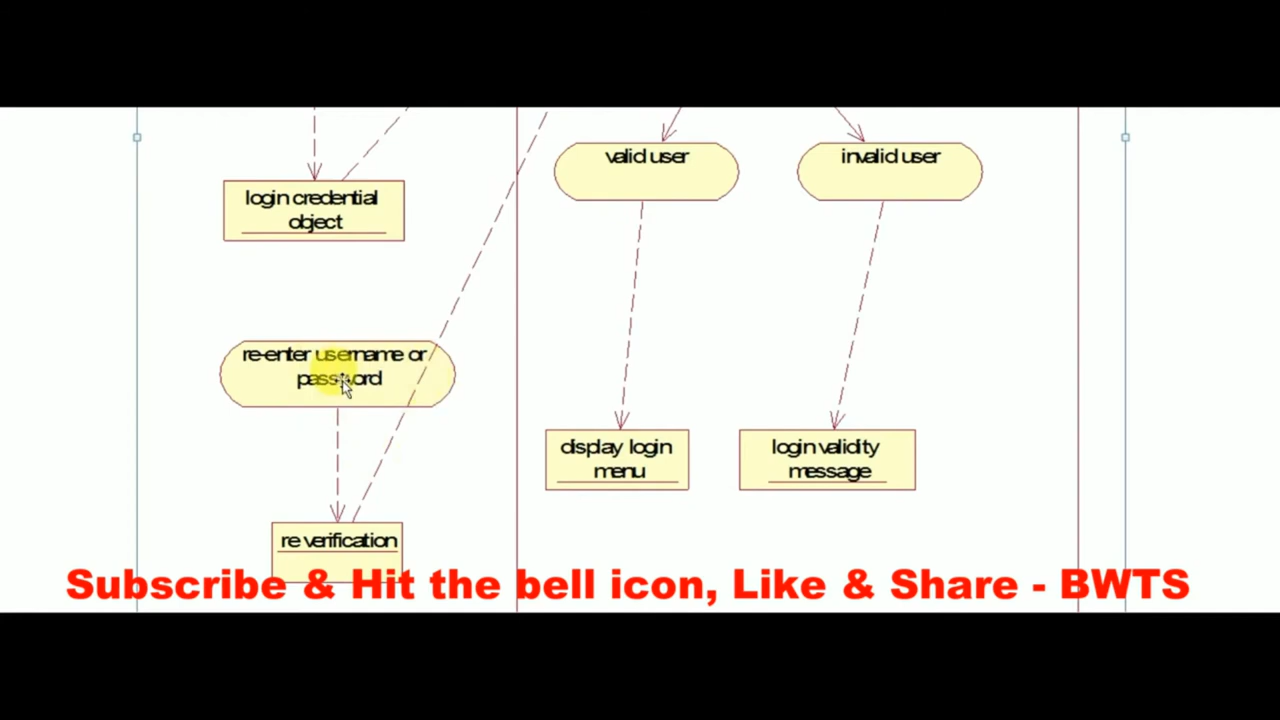 valid user
invalid user
login credential
object
re-enter username or
password
display login
menu
login validity
message
re verification
Subscribe & Hit the bell icon, Like & Share - BWTS